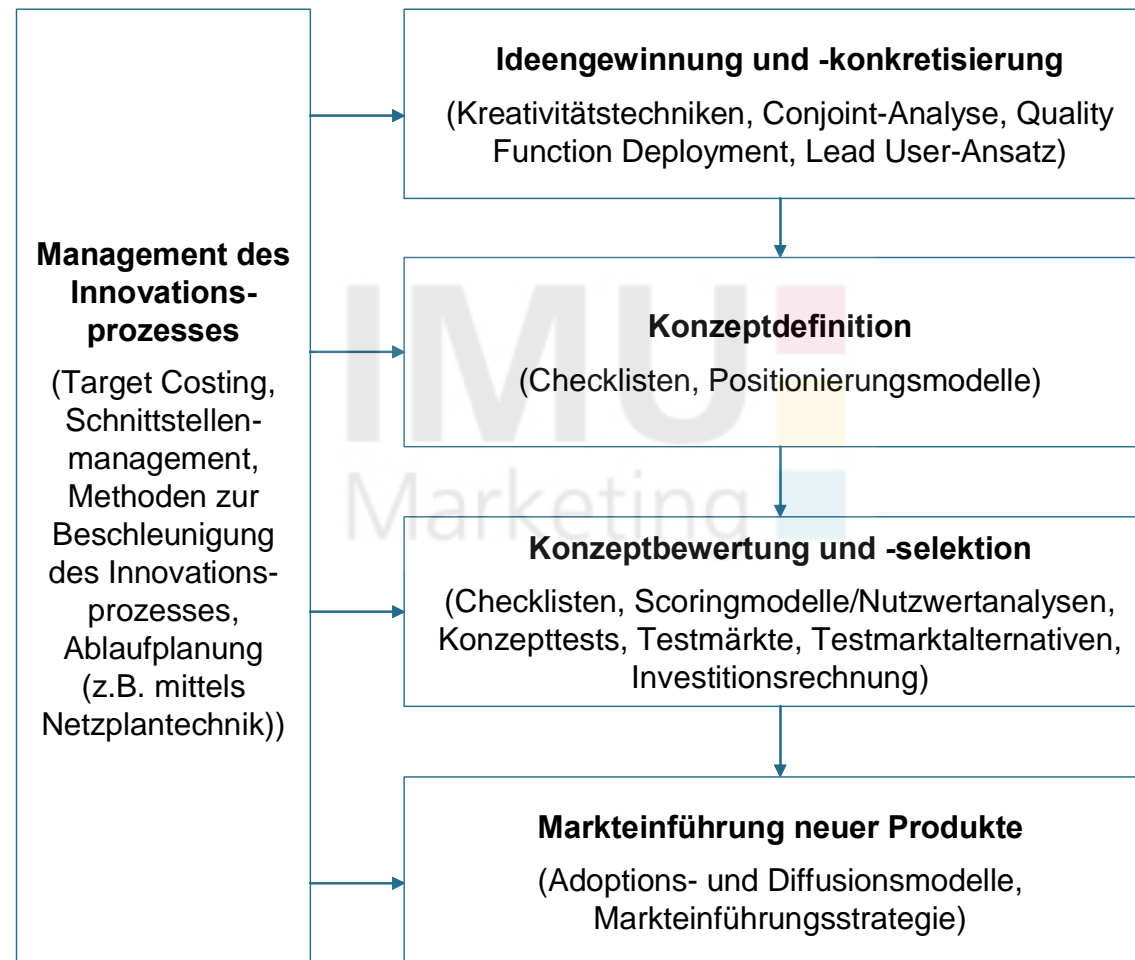 Management des
Innovations-
prozesses
(Target Costing,
Schnittstellen-
management,
Methoden zur
Beschleunigung
des Innovations-
prozesses,
Ablaufplanung
(z.B. mittels
Netzplantechnik))
Ideengewinnung und -konkretisierung
(Kreativitätstechniken, Conjoint-Analyse, Quality
Function Deployment, Lead User-Ansatz)
Konzeptdefinition
(Checklisten, Positionierungsmodelle)
Konzeptbewertung und -selektion
(Checklisten, Scoringmodelle/Nutzwertanalysen,
Konzepttests, Testmärkte, Testmarktalternativen,
Investitionsrechnung)
Markteinführung neuer Produkte
(Adoptions- und Diffusionsmodelle,
Markteinführungsstrategie)
IMU
Marketing